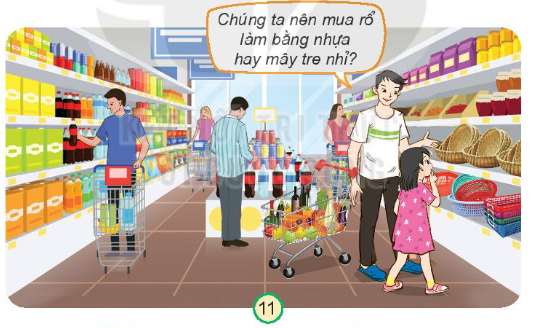 Chúng ta nên mua rổ
làm bằng nhựa
hay mây tre nhỉ?
11